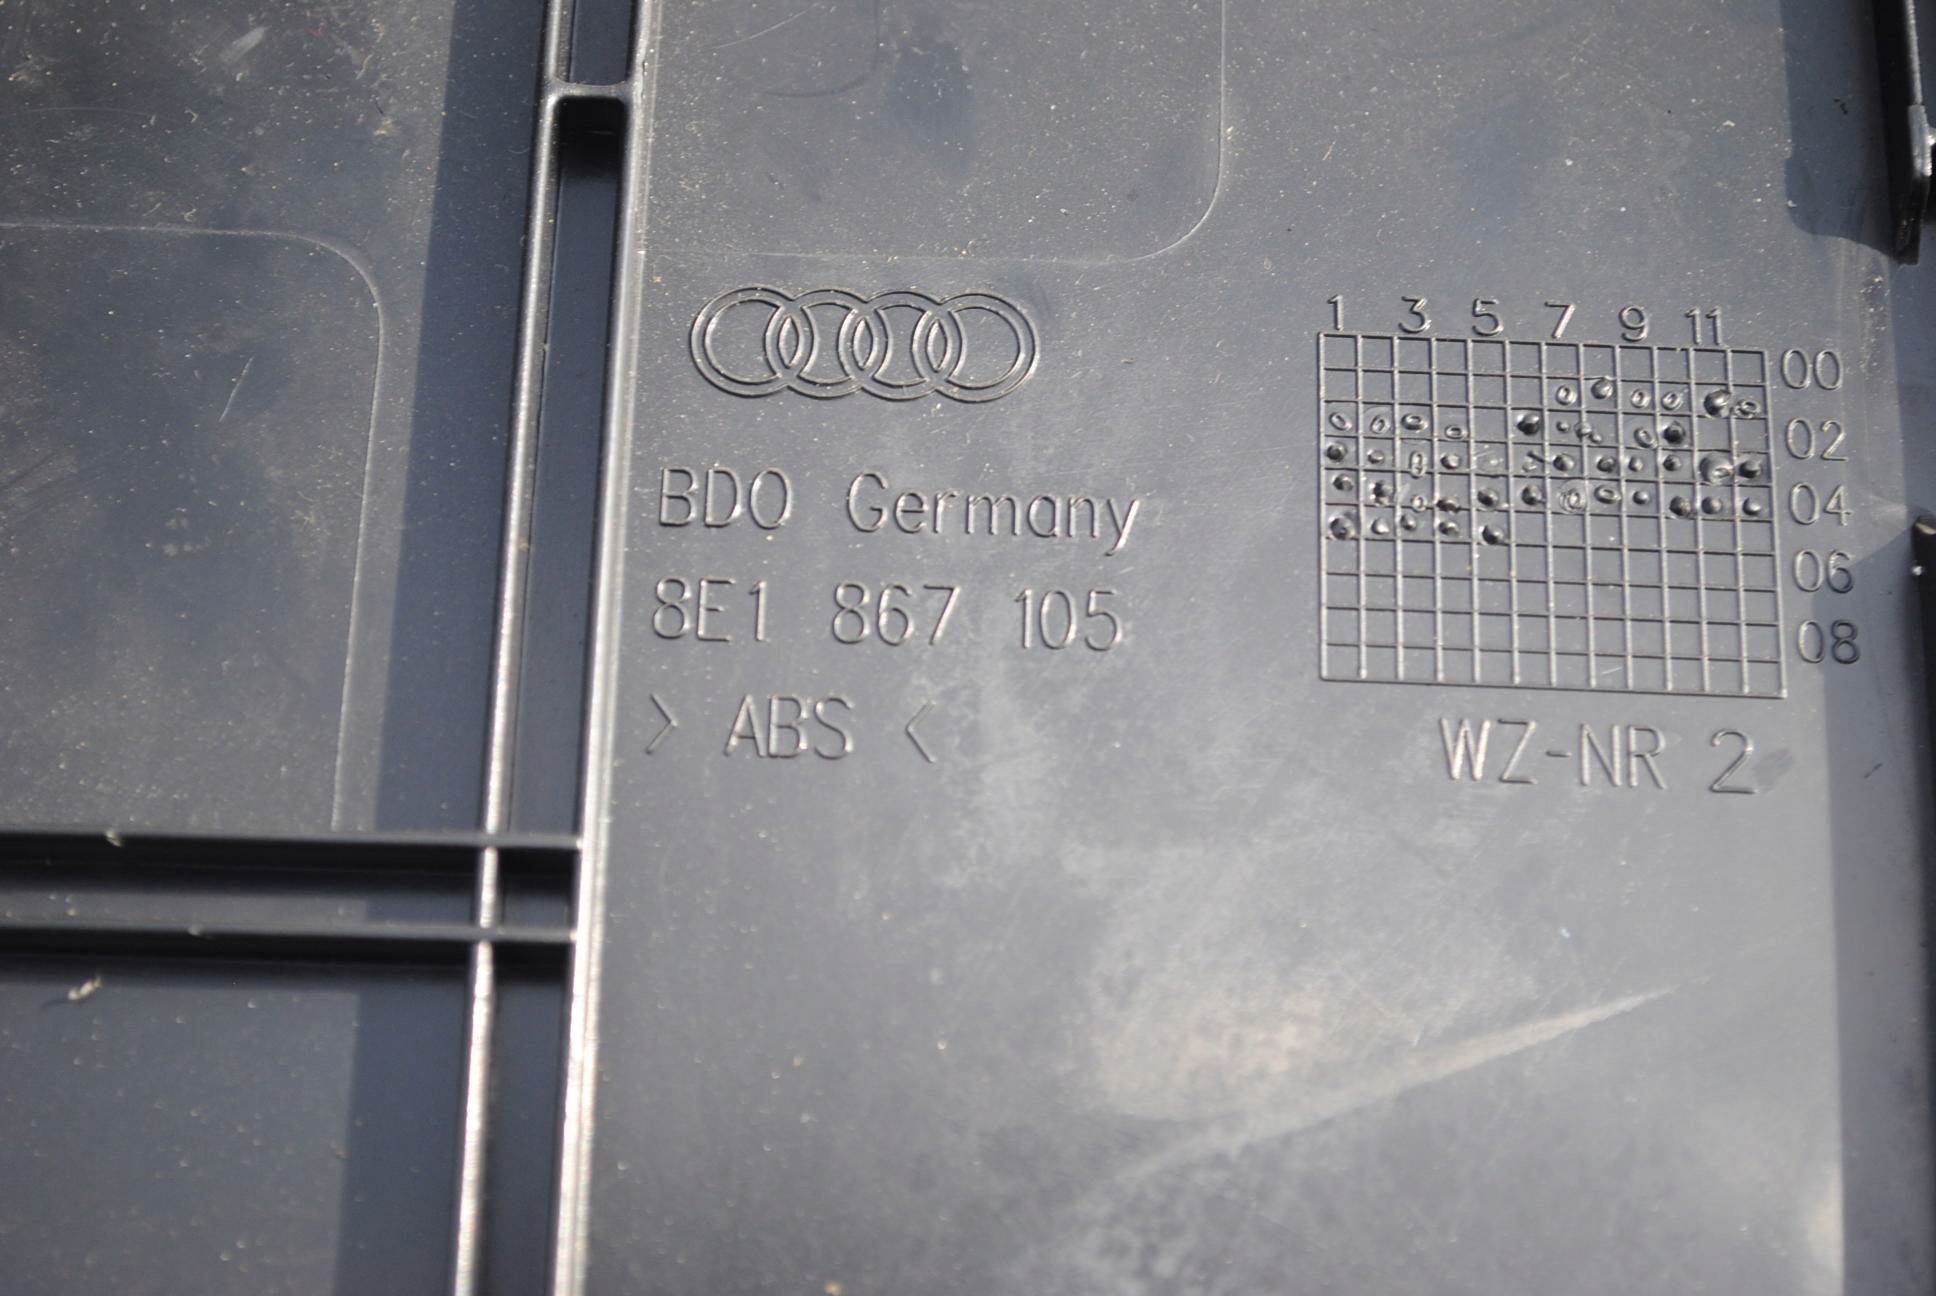 BDO Germany
8E1 867 105
> ABS <
1 3 5 7 9 11
00
02
04
06
08
WZ-NR 2